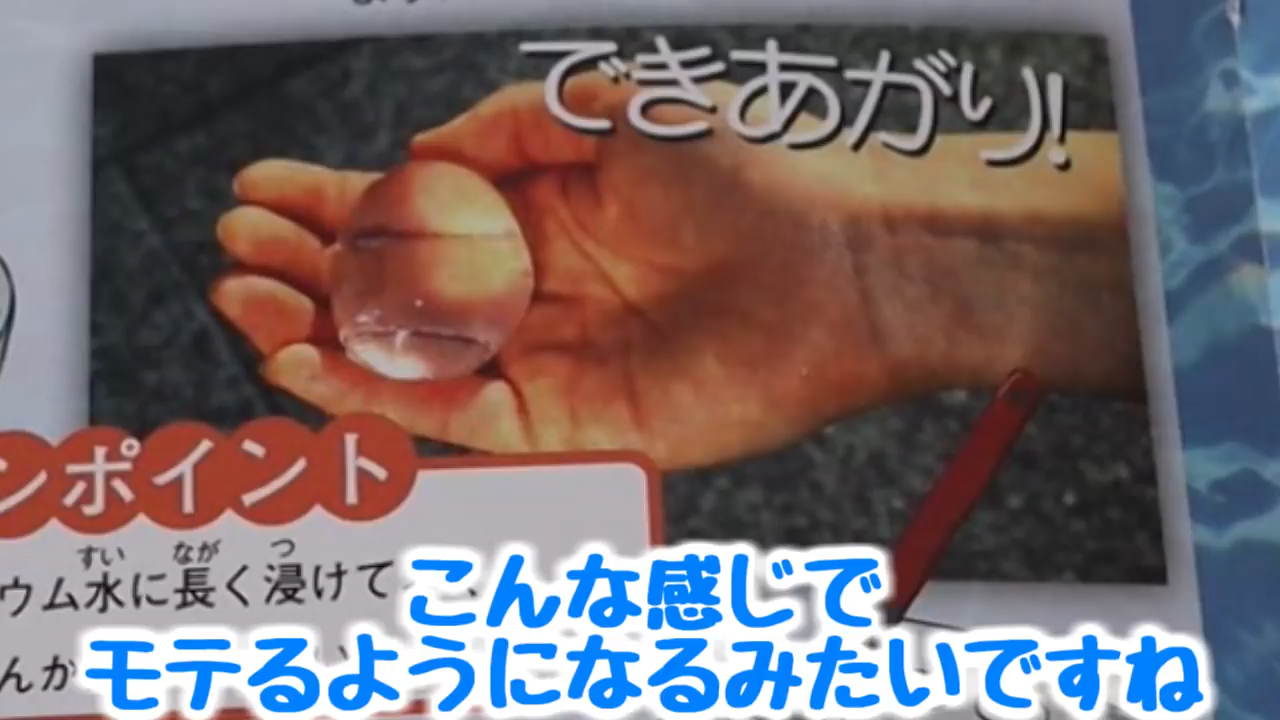 できあがり!
ンポイント
ウム水に長く浸けて
すい なが つ
んか
こんな感じで
モテるようになるみたいですね